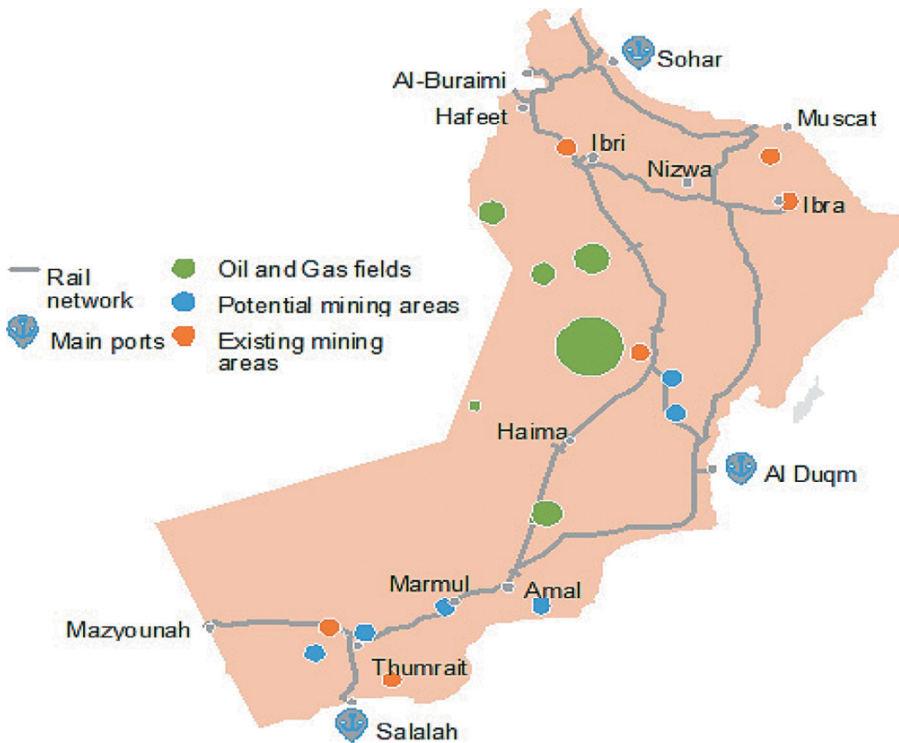 Sohar
Al-Buraimi
Hafeet
Muscat
Ibri
Nizwa
Ibra
Rail
network
Main ports
Oil and Gas fields
Potential mining areas
Existing mining
areas
Haima
Al Duqm
Marmul
Amal
Mazyounah
Thumrait
Salalah